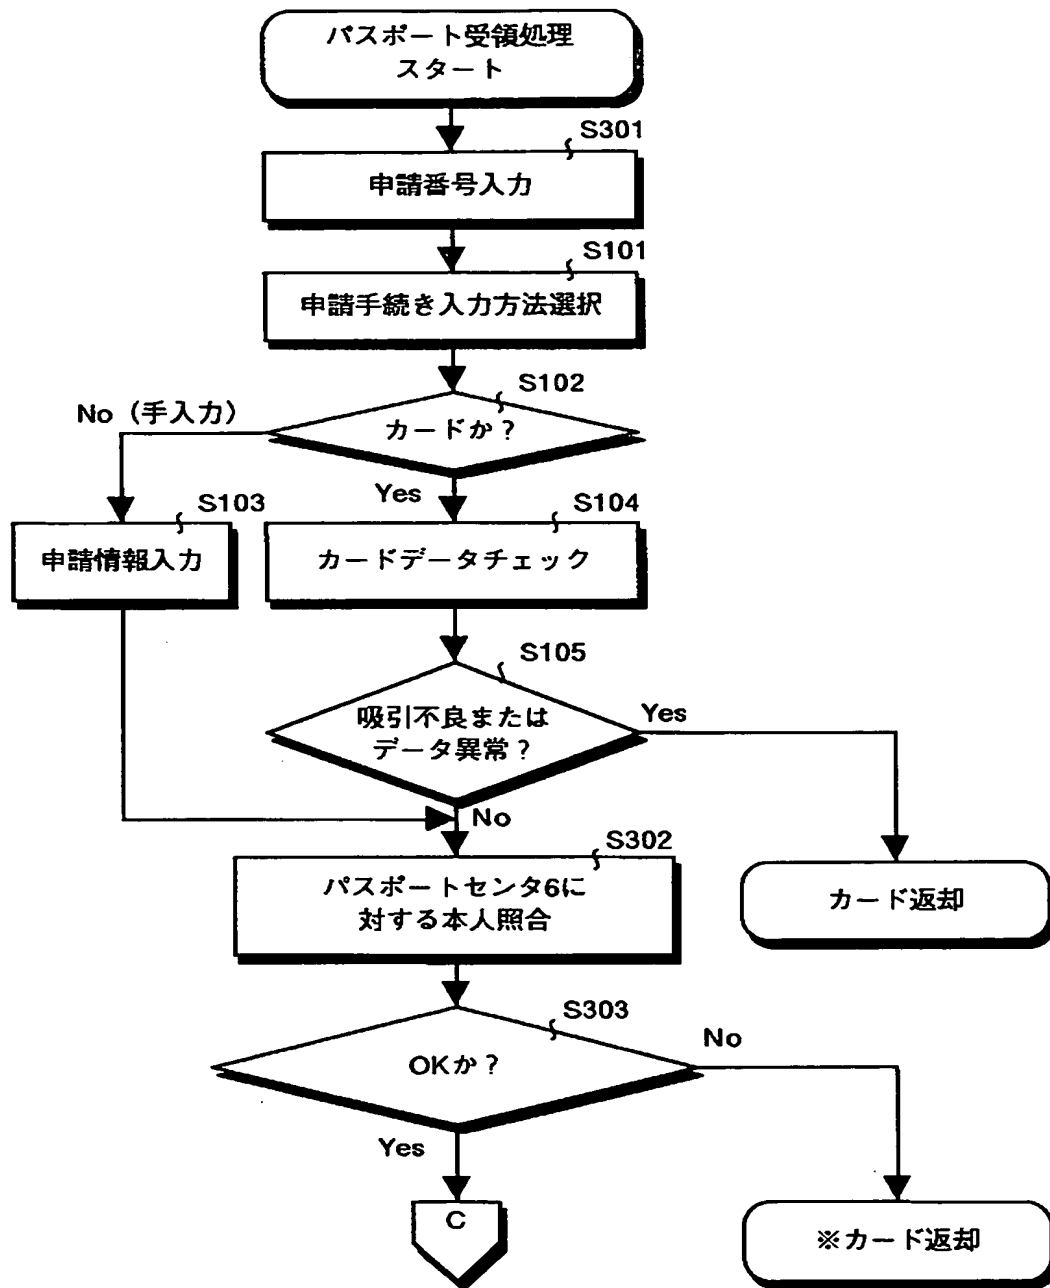 パスポート受領処理
スタート
S301
申請番号入力
S101
申請手続き入力方法選択
S102
No（手入力）
カードか？
Yes
S103
S104
申請情報入力
カードデータチェック
S105
吸引不良または
データ異常？
Yes
No
S302
パスポートセンタ6に
対する本人照合
カード返却
S303
OKか？
No
Yes
C
※カード返却